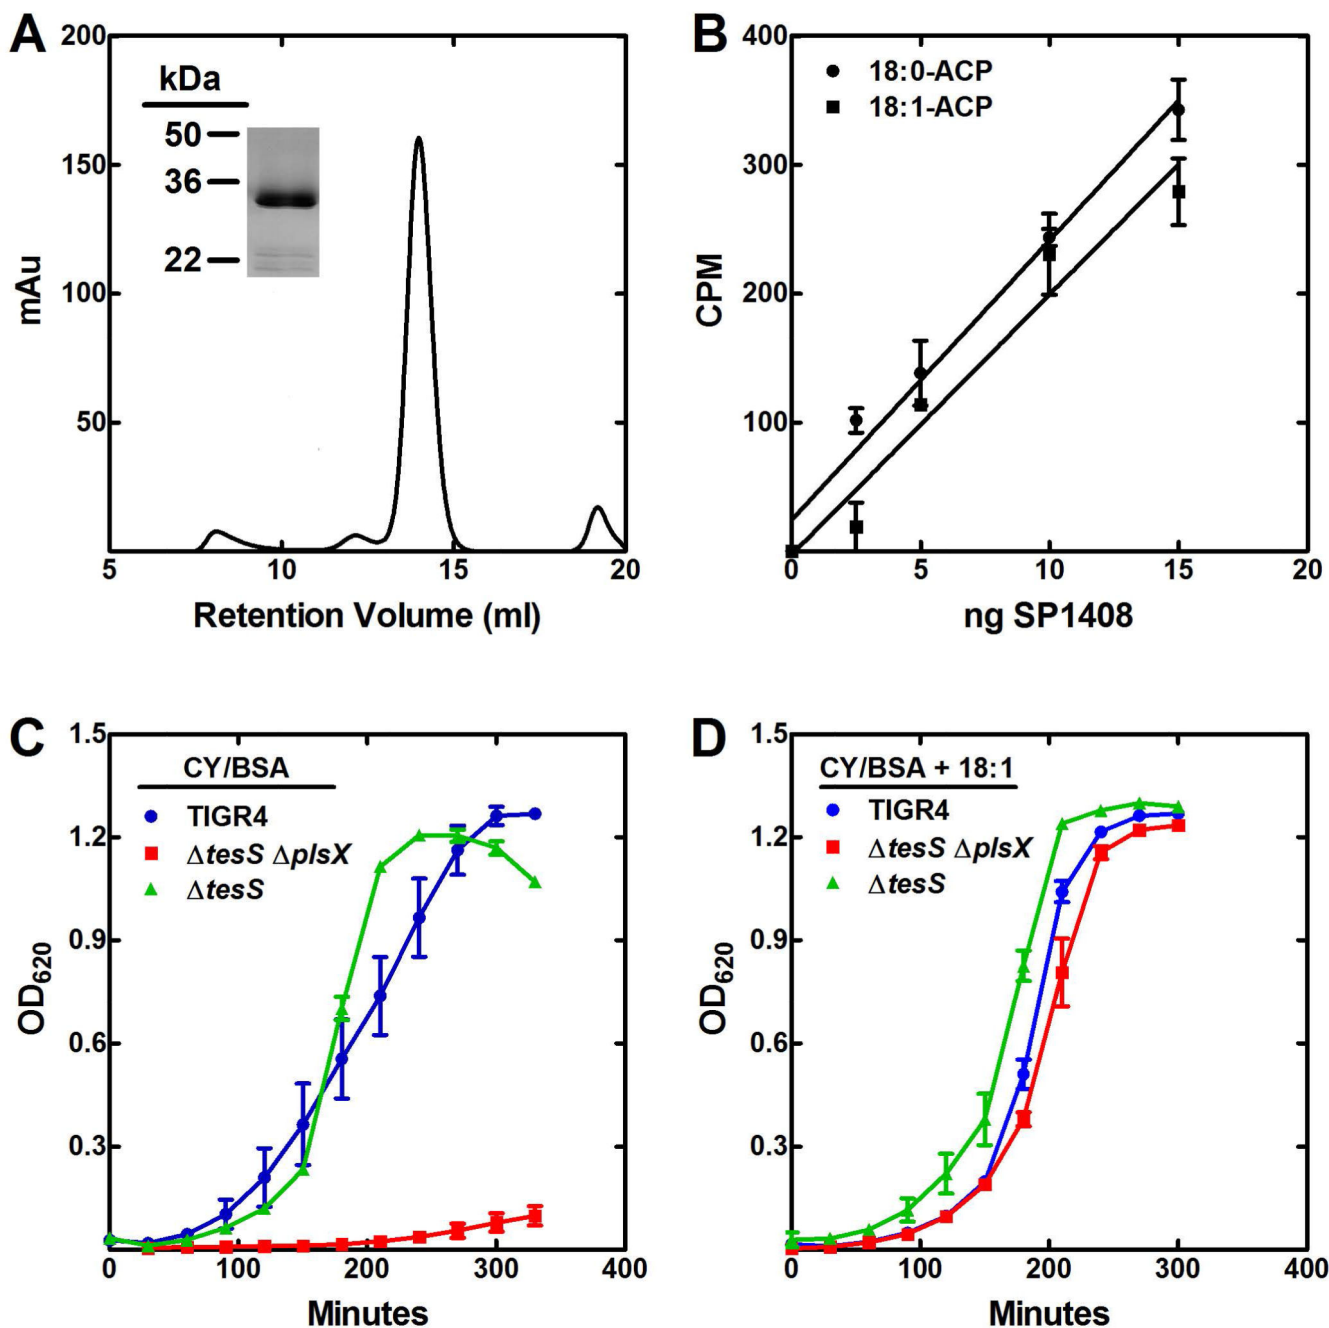 A
200
150
100
50
mAu
kDa
50
36
22
5
10
15
20
Retention Volume (ml)
B
400
300
200
100
CPM
18:0-ACP
18:1-ACP
0
5
10
15
20
ng SP1408
C
1.5
1.2
0.9
0.6
0.3
OD620
CY/BSA
TIGR4
ΔtesS ΔplsX
ΔtesS
0
100
200
300
400
Minutes
D
1.5
1.2
0.9
0.6
0.3
OD620
CY/BSA + 18:1
TIGR4
ΔtesS ΔplsX
ΔtesS
0
100
200
300
400
Minutes